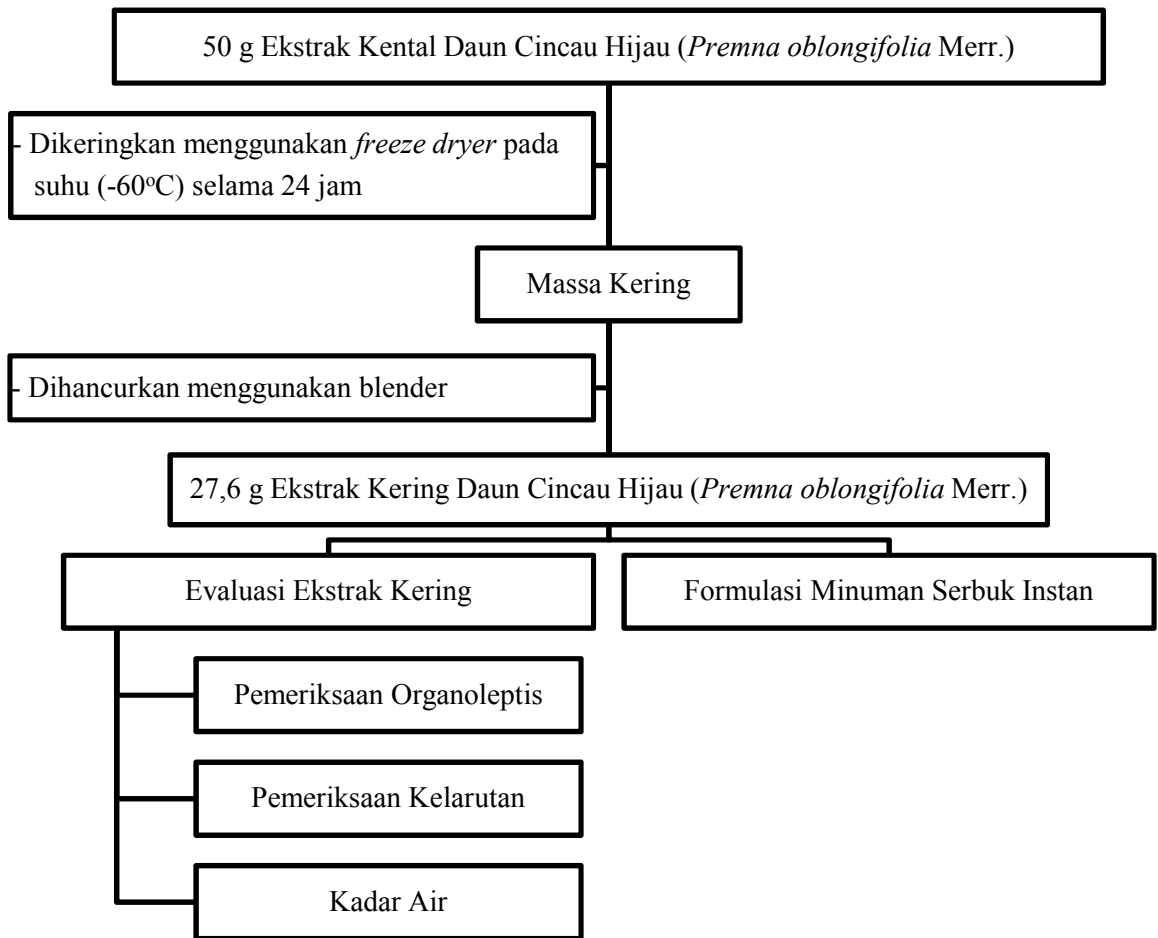 50 g Ekstrak Kental Daun Cincau Hijau (Premna oblongifolia Merr.)
- Dikeringkan menggunakan freeze dryer pada
suhu (-60°C) selama 24 jam
Massa Kering
- Dihancurkan menggunakan blender
27,6 g Ekstrak Kering Daun Cincau Hijau (Premna oblongifolia Merr.)
Evaluasi Ekstrak Kering
Formulasi Minuman Serbuk Instan
Pemeriksaan Organoleptis
Pemeriksaan Kelarutan
Kadar Air